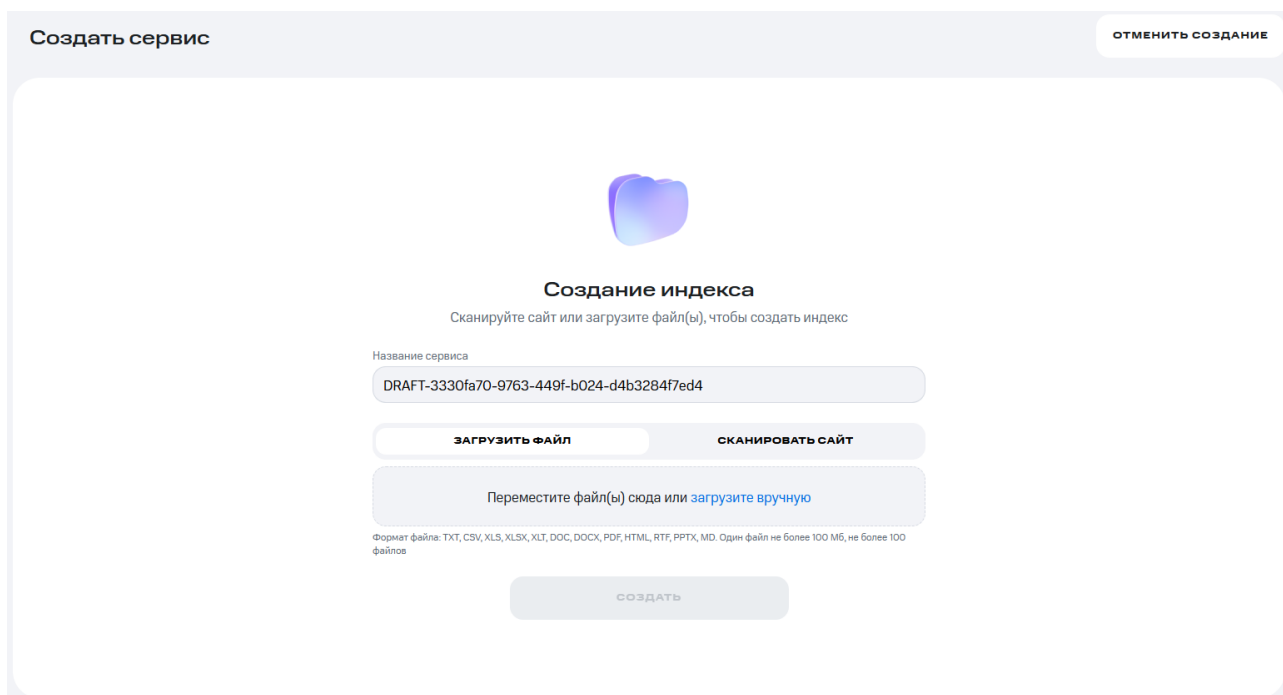 Создать сервис
ОТМЕНИТЬ СОЗДАНИЕ
Создание индекса
Сканируйте сайт или загрузите файл(ы), чтобы создать индекс
Название сервиса
DRAFT-3330fa70-9763-449f-b024-d4b3284f7ed4
ЗАГРУЗИТЬ ФАЙЛ
СКАНИРОВАТЬ САЙТ
Переместите файл(ы) сюда или загрузите вручную
Формат файла: TXT, CSV, XLS, XLSX, XLT, DOC, DOCX, PDF, HTML, RTF, PPTX, MD. Один файл не более 100 Мб, не более 100
файлов
СОЗДАТЬ